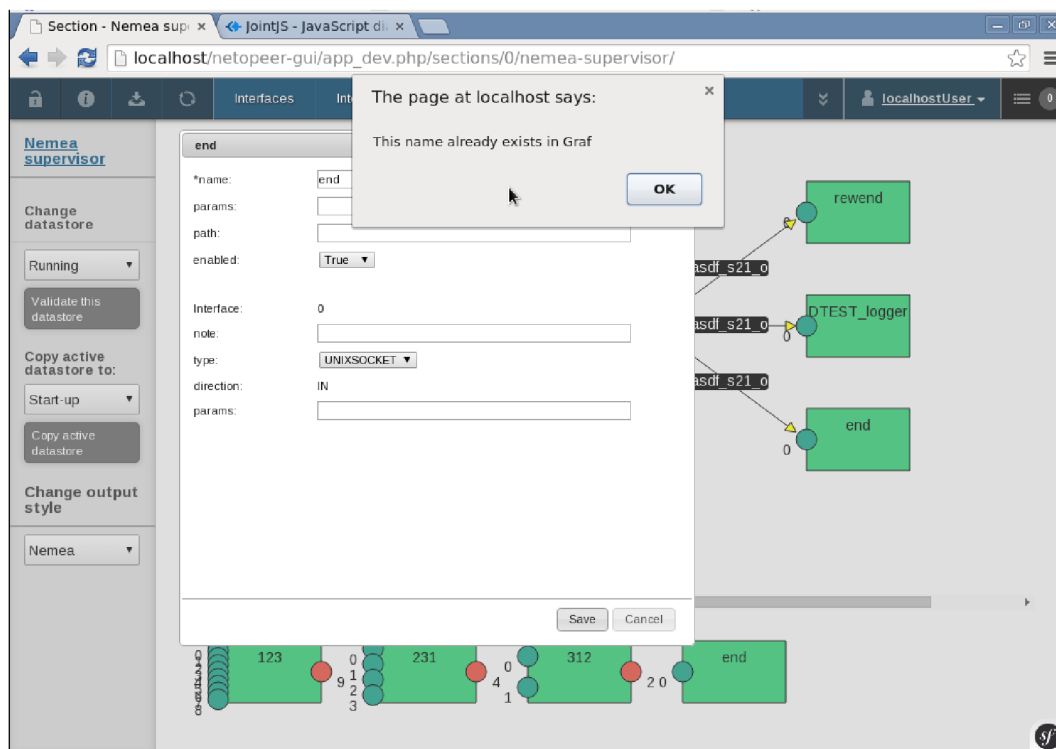 Section - Nemea sup
JointJS - JavaScript di
localhost/netopeer-gui/app_dev.php/sections/0/nemea-supervisor/
Interfaces
localhostUser
0
The page at localhost says:
This name already exists in Graf
OK
Nemea
supervisor
Change
datastore
Running
Validate this
datastore
Copy active
datastore to:
Start-up
Copy active
datastore
Change output
style
Nemea
end
*name:
end
params:
path:
enabled:
True
Interface:
0
note:
type:
UNIXSOCKET
direction:
IN
params:
Save
Cancel
rewend
asdf_s21_o
DTEST_logger
asdf_s21_o
0
asdf_s21_o
end
0
123
9
231
0
1
2
3
4
312
0
1
2 0
end
sf